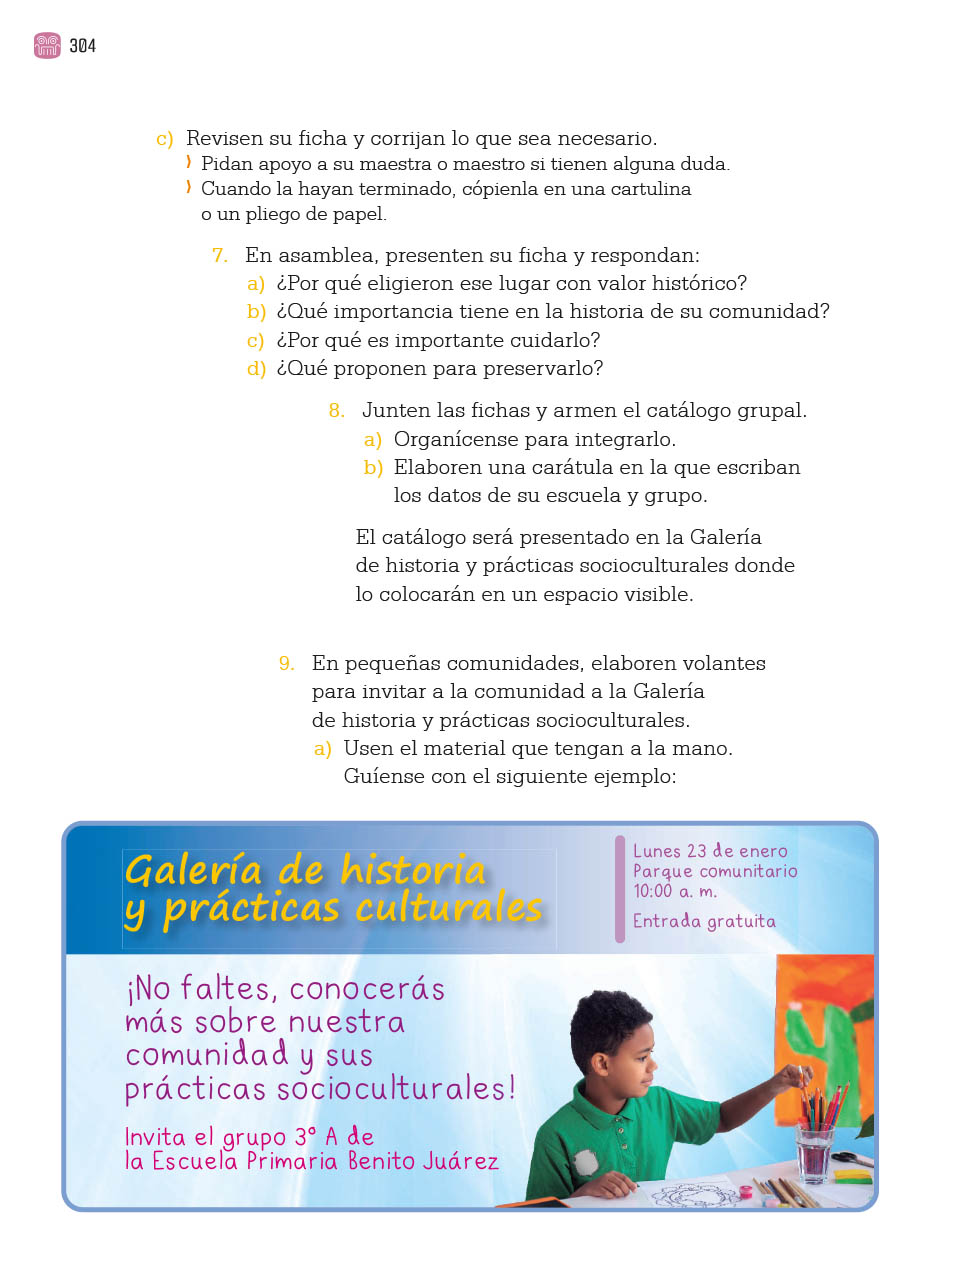 304
c) Revisen su ficha y corrijan lo que sea necesario.
⟩ Pidan apoyo a su maestra o maestro si tienen alguna duda.
⟩ Cuando la hayan terminado, cópienla en una cartulina
o un pliego de papel.
7. En asamblea, presenten su ficha y respondan:
a) ¿Por qué eligieron ese lugar con valor histórico?
b) ¿Qué importancia tiene en la historia de su comunidad?
c) ¿Por qué es importante cuidarlo?
d) ¿Qué proponen para preservarlo?
8. Junten las fichas y armen el catálogo grupal.
a) Organícense para integrarlo.
b) Elaboren una carátula en la que escriban
los datos de su escuela y grupo.
El catálogo será presentado en la Galería
de historia y prácticas socioculturales donde
lo colocarán en un espacio visible.
9. En pequeñas comunidades, elaboren volantes
para invitar a la comunidad a la Galería
de historia y prácticas socioculturales.
a) Usen el material que tengan a la mano.
Guíense con el siguiente ejemplo:
Galería de historia
y prácticas culturales
Lunes 23 de enero
Parque comunitario
10:00 a. m.
Entrada gratuita
¡No faltes, conocerás
más sobre nuestra
comunidad y sus
prácticas socioculturales!
Invita el grupo 3° A de
la Escuela Primaria Benito Juárez